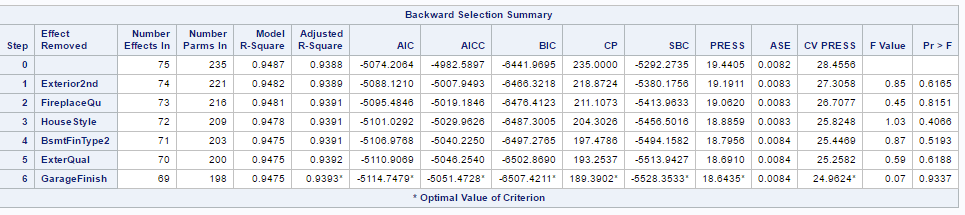 Backward Selection Summary
Step Effect Removed Number Effects In Number Parms In Model R-Square Adjusted R-Square AIC AICC BIC CP SBC PRESS ASE CV PRESS F Value Pr > F
0 75 235 0.9487 0.9388 -5074.2064 -4982.5897 -6441.9695 235.0000 -5292.2735 19.4405 0.0082 28.4556
1 Exterior2nd 74 221 0.9482 0.9389 -5088.1210 -5007.9493 -6466.3218 218.8724 -5380.1756 19.1911 0.0083 27.3058 0.85 0.6165
2 FireplaceQu 73 216 0.9481 0.9391 -5095.4846 -5019.1846 -6476.4123 211.1073 -5413.9633 19.0620 0.0083 26.7077 0.45 0.8151
3 HouseStyle 72 209 0.9478 0.9391 -5101.0292 -5029.9626 -6487.3005 204.3026 -5456.5016 18.8859 0.0083 25.8248 1.03 0.4066
4 BsmtFinType2 71 203 0.9475 0.9391 -5106.9768 -5040.2250 -6497.2765 197.4786 -5494.1582 18.7956 0.0084 25.4469 0.87 0.5193
5 ExterQual 70 200 0.9475 0.9392 -5110.9069 -5046.2540 -6502.8690 193.2537 -5513.9427 18.6910 0.0084 25.2582 0.59 0.6188
6 GarageFinish 69 198 0.9475 0.9393* -5114.7479* -5051.4728* -6507.4211* 189.3902* -5528.3533* 18.6435* 0.0084 24.9624* 0.07 0.9337
* Optimal Value of Criterion